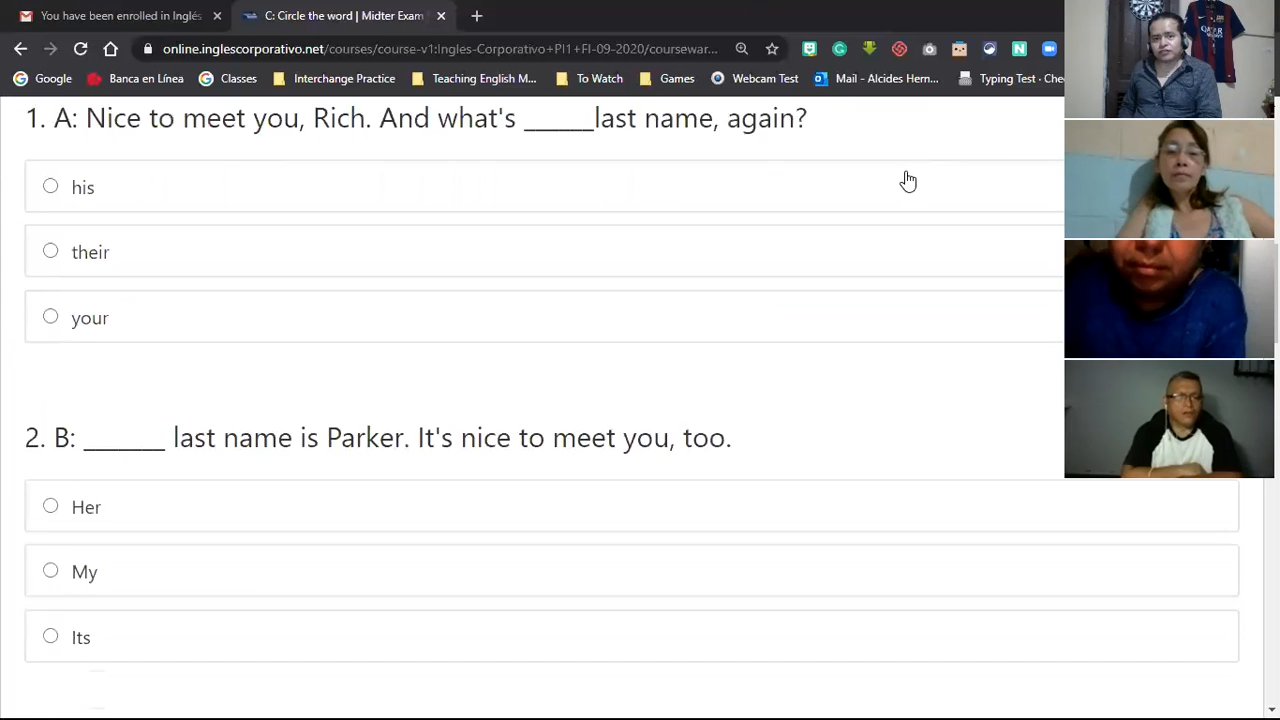 You have been enrolled in Inglés
C: Circle the word | Midter Exam
online.inglescorporativo.net/courses/course-v1:Ingles-Corporativo+PI1+FI-09-2020/coursewar...
Google
Banca en Línea
Classes
Interchange Practice
Teaching English M...
To Watch
Games
Webcam Test
Mail - Alcides Hern...
Typing Test - Chec
QATAR
1. A: Nice to meet you, Rich. And what's ______last name, again?
his
their
your
2. B: _______ last name is Parker. It's nice to meet you, too.
Her
My
Its